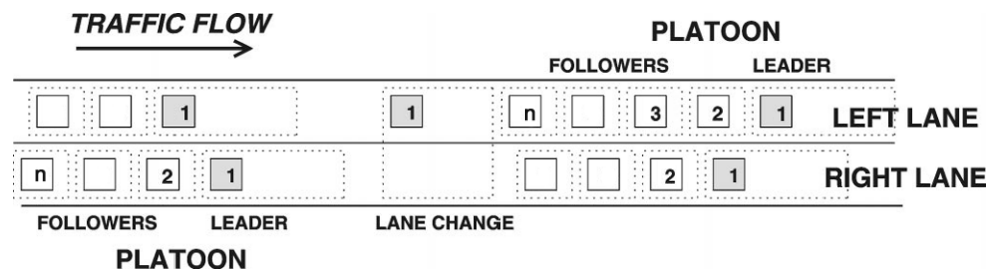 TRAFFIC FLOW
PLATOON
FOLLOWERS LEADER
1 1 n 3 2 1 LEFT LANE
n 2 1 2 1 RIGHT LANE
FOLLOWERS LEADER LANE CHANGE
PLATOON